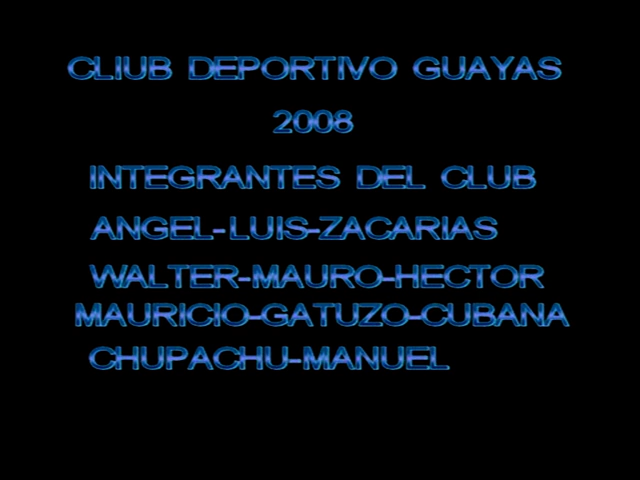 CLIUB DEPORTIVO GUAYAS
2008
INTEGRANTES DEL CLUB
ANGEL-LUIS-ZACARIAS
WALTER-MAURO-HECTOR
MAURICIO-GATUZO-CUBANA
CHUPACHU-MANUEL